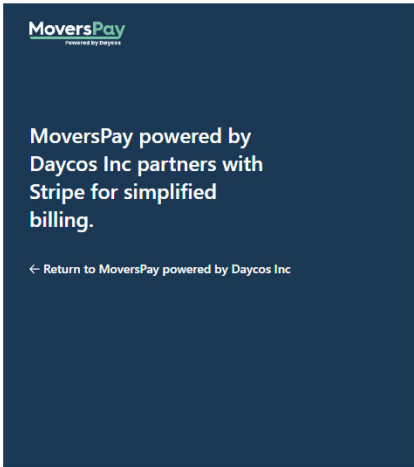 MoversPay
Powered by Daycos
MoversPay powered by
Daycos Inc partners with
Stripe for simplified
billing.
← Return to MoversPay powered by Daycos Inc